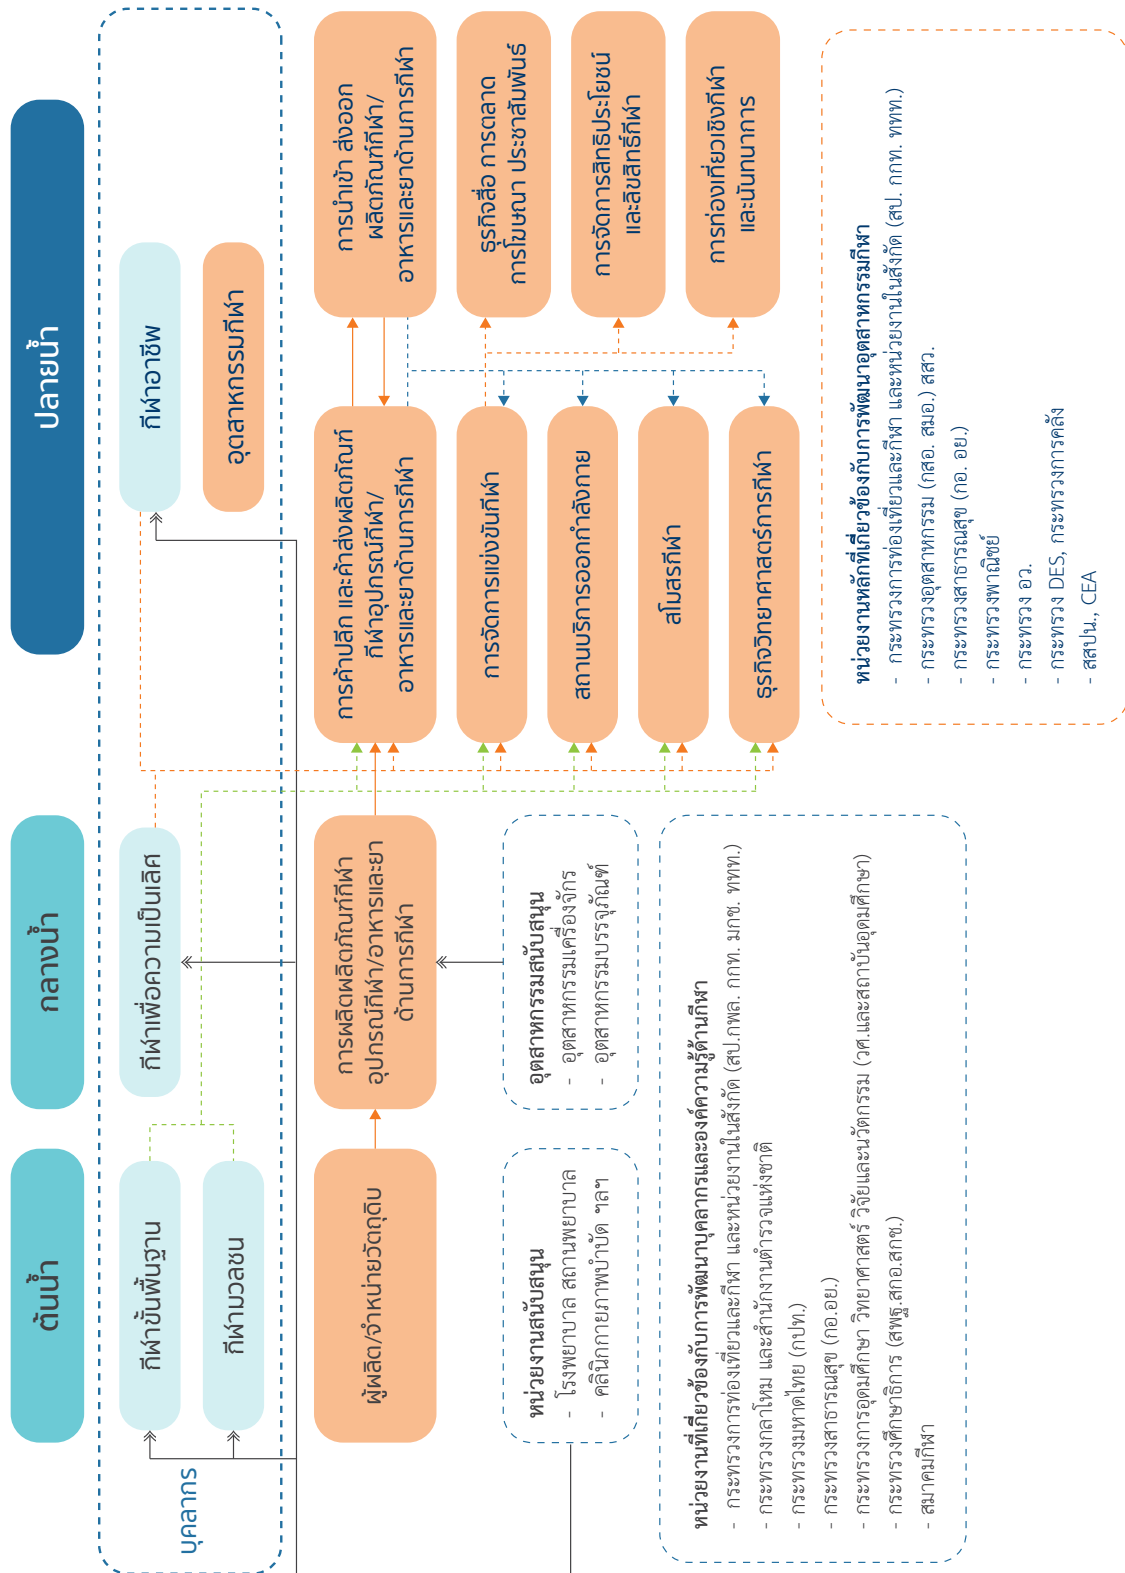 ต้นน้ำ
กลางน้ำ
ปลายน้ำ
บุคลากร
กีฬาขั้นพื้นฐาน
กีฬามวลชน
กีฬาเพื่อความเป็นเลิศ
กีฬาอาชีพ
อุตสาหกรรมกีฬา
ผู้ผลิต/จำหน่ายวัตถุดิบ
การผลิตผลิตภัณฑ์กีฬา
อุปกรณ์กีฬา/อาหารและยา
ด้านการกีฬา
การค้าปลีก และค้าส่งผลิตภัณฑ์
กีฬาอุปกรณ์กีฬา/
อาหารและยาด้านการกีฬา
การนำเข้า ส่งออก
ผลิตภัณฑ์กีฬา/
อาหารและยาด้านการกีฬา
การจัดการแข่งขันกีฬา
ธุรกิจสื่อ การตลาด
การโฆษณา ประชาสัมพันธ์
สถานบริการออกกำลังกาย
การจัดการสิทธิประโยชน์
และลิขสิทธิ์กีฬา
สโมสรกีฬา
การท่องเที่ยวเชิงกีฬา
และนันทนาการ
ธุรกิจวิทยาศาสตร์การกีฬา
หน่วยงานสนับสนุน
- โรงพยาบาล สถานพยาบาล
- คลินิกกายภาพบำบัด ฯลฯ
อุตสาหกรรมสนับสนุน
- อุตสาหกรรมเครื่องจักร
- อุตสาหกรรมบรรจุภัณฑ์
หน่วยงานที่เกี่ยวข้องกับการพัฒนาบุคลากรและองค์ความรู้ด้านกีฬา
- กระทรวงการท่องเที่ยวและกีฬา และหน่วยงานในสังกัด (สป.กพล. กกท. มกช. ททท.)
- กระทรวงกลาโหม และสำนักงานตำรวจแห่งชาติ
- กระทรวงมหาดไทย (กปท.)
- กระทรวงสาธารณสุข (กอ.อย.)
- กระทรวงการอุดมศึกษา วิทยาศาสตร์ วิจัยและนวัตกรรม (วศ.และสถาบันอุดมศึกษา)
- กระทรวงศึกษาธิการ (สพฐ.สกอ.สกช.)
- สมาคมกีฬา
หน่วยงานหลักที่เกี่ยวข้องกับการพัฒนาอุตสาหกรรมกีฬา
- กระทรวงการท่องเที่ยวและกีฬา และหน่วยงานในสังกัด (สป. กกท. ททท.)
- กระทรวงอุตสาหกรรม (กสอ. สมอ.) สสว.
- กระทรวงสาธารณสุข (กอ. อย.)
- กระทรวงพาณิชย์
- กระทรวง อว.
- กระทรวง DES, กระทรวงการคลัง
- สสปน., CEA